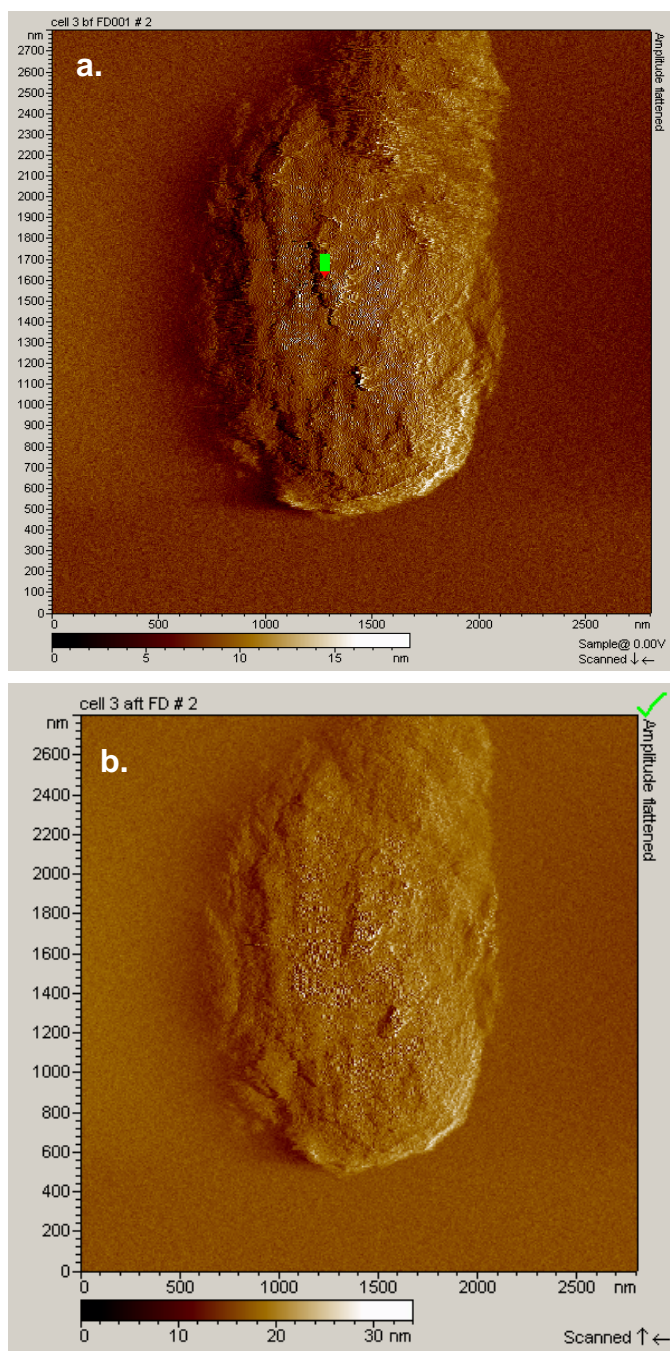 cell 3 bf FD001 # 2
nm
2700
2600
2500
2400
2300
2200
2100
2000
1900
1800
1700
1600
1500
1400
1300
1200
1100
1000
900
800
700
600
500
400
300
200
100
0
a.
Amplitude flattened
0 500 1000 1500 2000 2500 nm
0 5 10 15 nm
Sample@ 0.00V
Scanned ↓ ←
cell 3 aft FD # 2
nm
2600
2400
2200
2000
1800
1600
1400
1200
1000
800
600
400
200
0
b.
Amplitude flattened
0 500 1000 1500 2000 2500 nm
0 10 20 30 nm
Scanned ↑ ←